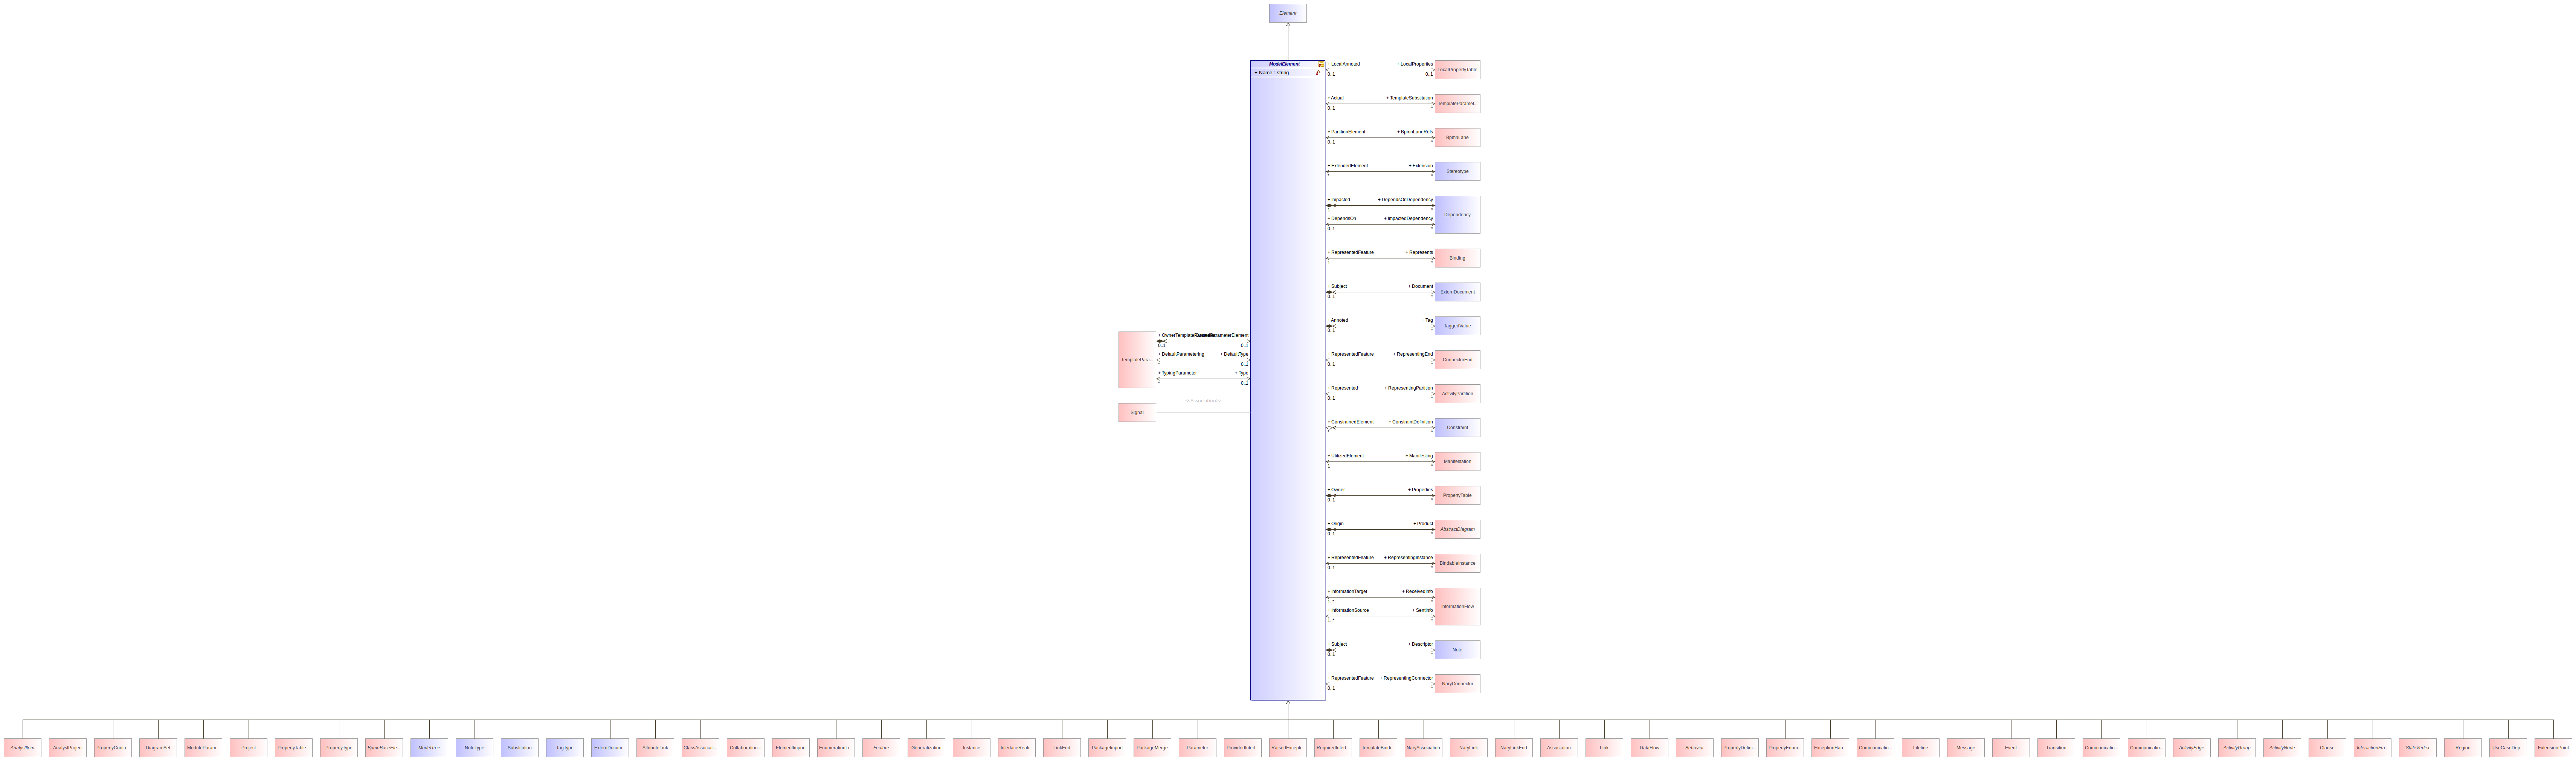 Element
ModelElement
+ Name : string
+ LocalAnnoted
+ LocalProperties
0..1
0..1
LocalPropertyTable
+ Actual
+ TemplateSubstitution
0..1
*
TemplateParamet...
+ PartitionElement
+ BpmnLaneRefs
0..1
*
BpmnLane
+ ExtendedElement
+ Extension
*
*
Stereotype
+ Impacted
+ DependsOnDependency
1
*
Dependency
+ DependsOn
+ ImpactedDependency
0..1
*
+ RepresentedFeature
+ Represents
1
*
Binding
+ Subject
+ Document
0..1
*
ExternDocument
+ Annoted
+ Tag
0..1
*
TaggedValue
+ OwnerTemplateParameter
ParameterElement
0..1
0..1
+ DefaultParametering
+ DefaultType
*
0..1
TemplatePara...
+ TypingParameter
+ Type
*
0..1
+ RepresentedFeature
+ RepresentingEnd
0..1
*
ConnectorEnd
+ Represented
+ RepresentingPartition
0..1
*
ActivityPartition
Signal
+ ConstrainedElement
+ ConstraintDefinition
*
*
Constraint
+ UtilizedElement
+ Manifesting
1
*
Manifestation
+ Owner
+ Properties
0..1
*
PropertyTable
+ Origin
+ Product
0..1
*
AbstractDiagram
+ RepresentedFeature
+ RepresentingInstance
0..1
*
BindableInstance
+ InformationTarget
+ ReceivedInfo
1..*
*
InformationFlow
+ InformationSource
+ SentInfo
1..*
*
+ Subject
+ Descriptor
0..1
*
Note
+ RepresentedFeature
+ RepresentingConnector
0..1
*
NaryConnector
AnalystItem
AnalystProject
PropertyConta...
DiagramSet
ModuleParam...
Project
PropertyTable...
PropertyType
BpmnBaseEle...
ModelTree
NoteType
Substitution
TagType
ExternDocum...
AttributeLink
ClassAssociati...
Collaboration...
ElementImport
EnumerationLi...
Feature
Generalization
Instance
InterfaceReali...
LinkEnd
PackageImport
PackageMerge
Parameter
ProvidedInterf...
RaisedExcepti...
RequiredInterf...
TemplateBindi...
NaryAssociation
NaryLink
NaryLinkEnd
Association
Link
DataFlow
Behavior
PropertyDefini...
PropertyEnum...
ExceptionHan...
Communicatio...
Lifeline
Message
Event
Transition
Communicatio...
Communicatio...
ActivityEdge
ActivityGroup
ActivityNode
Clause
InteractionFra...
StateVertex
Region
UseCaseDep...
ExtensionPoint